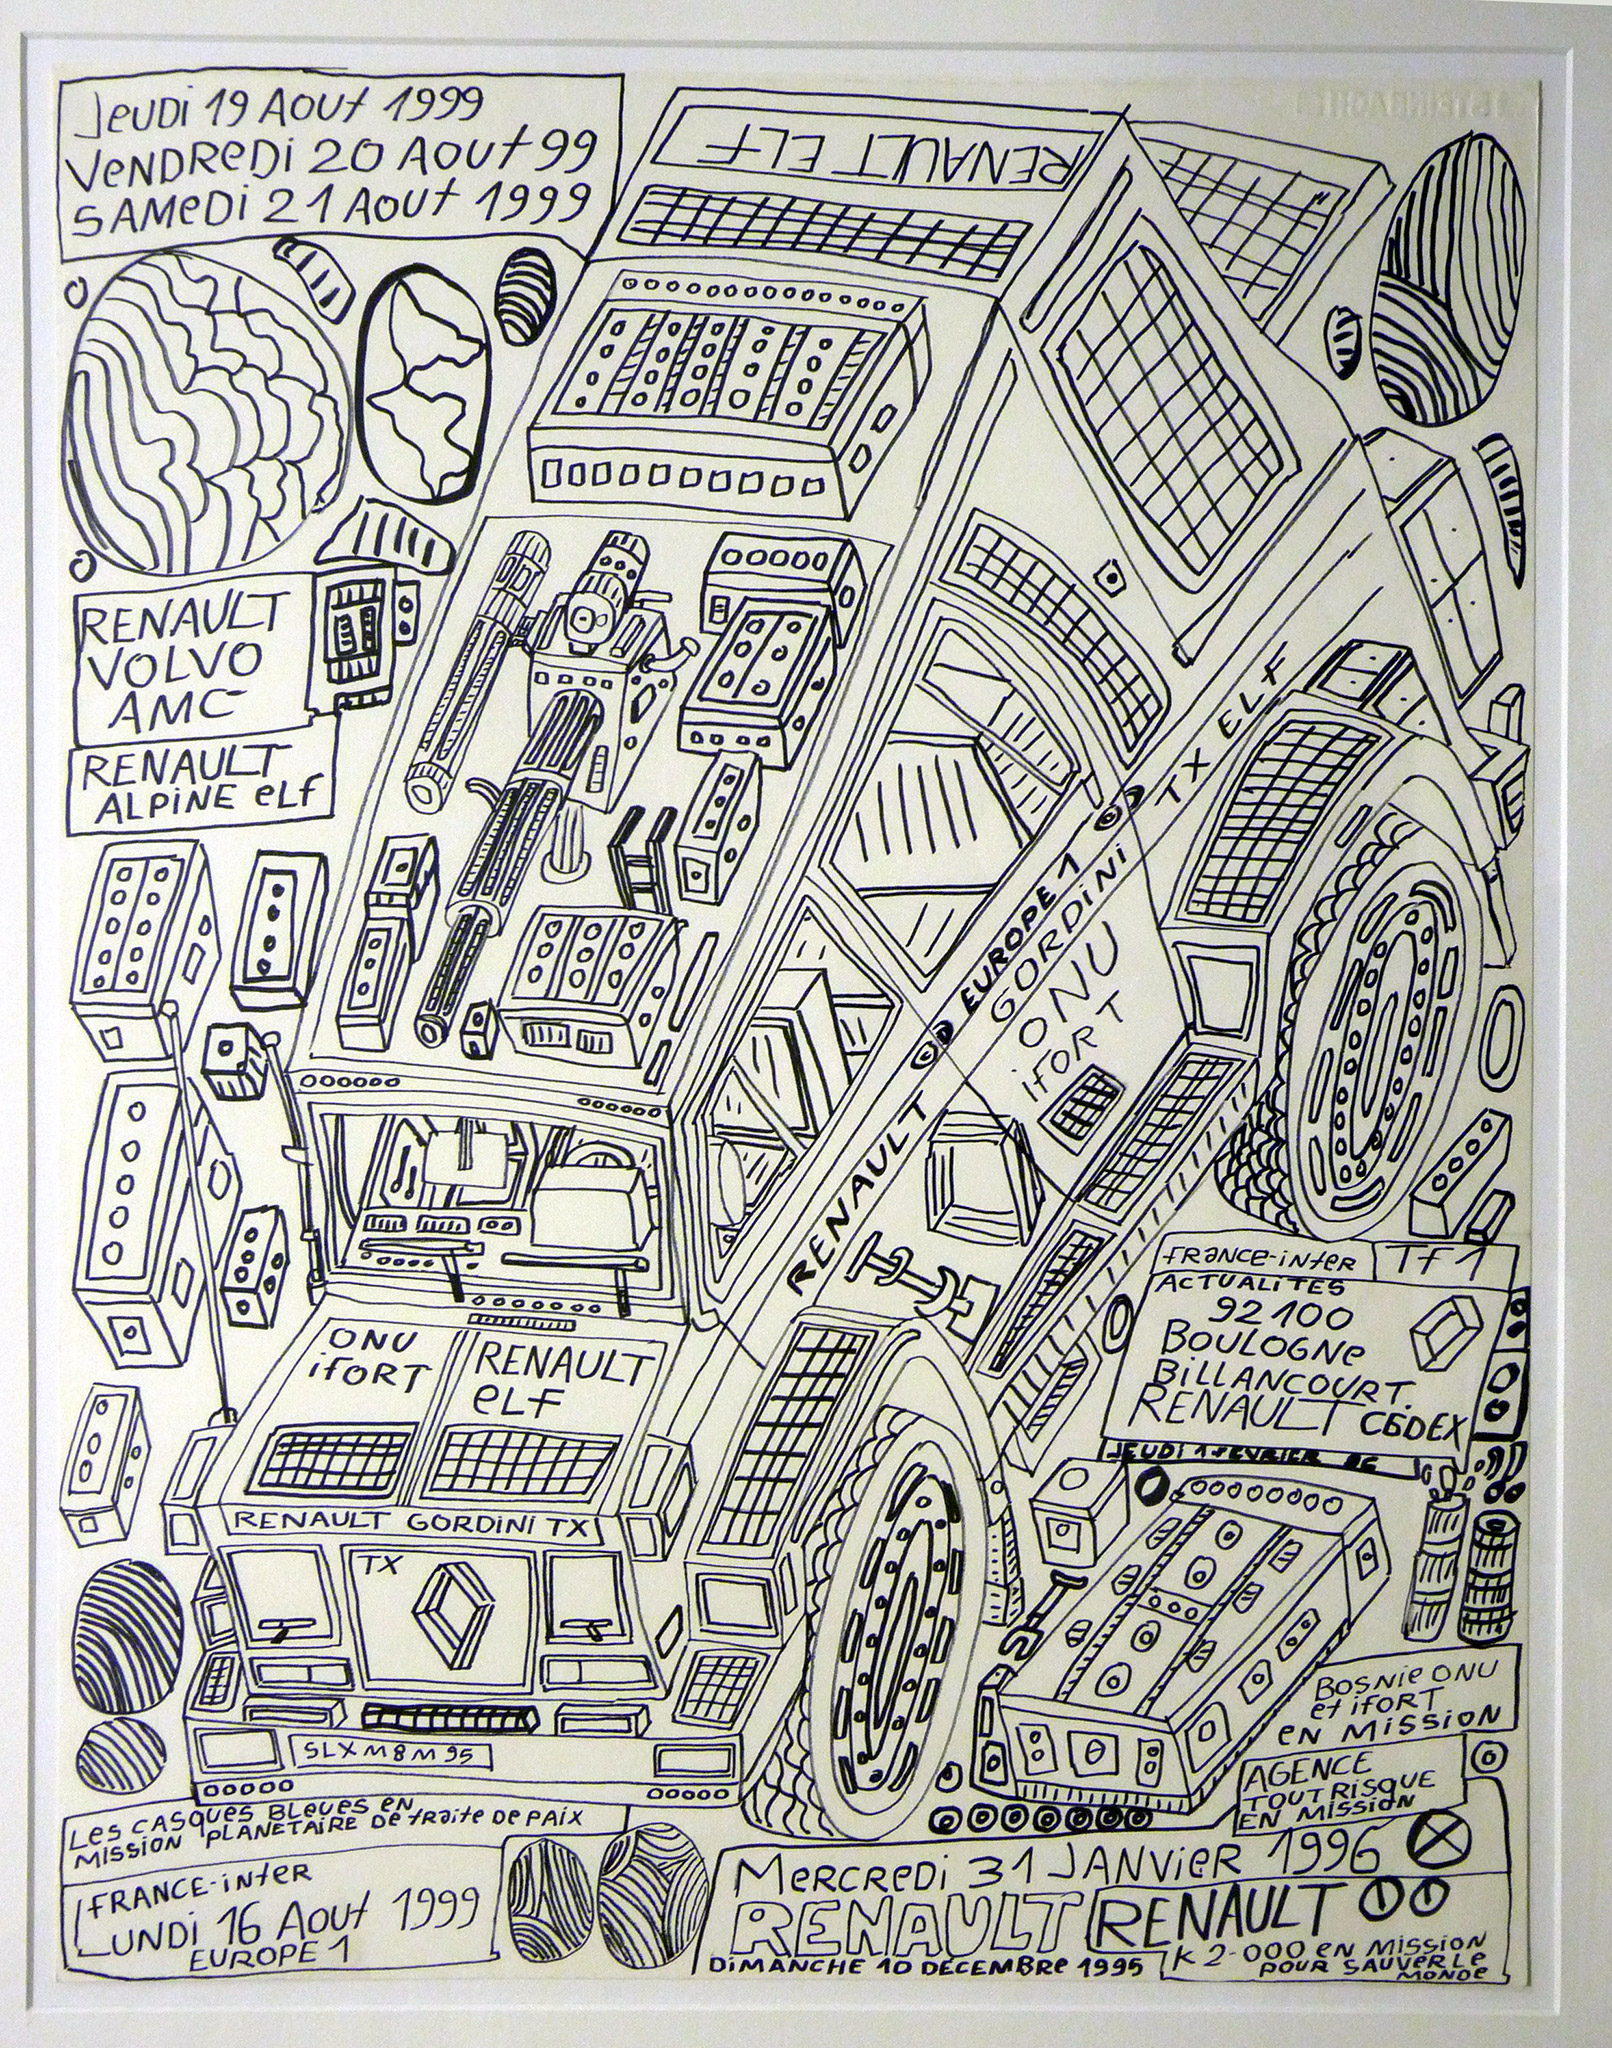 Jeudi 19 Aout 1999
Vendredi 20 Aout 99
Samedi 21 Aout 1999
RENAULT ELF
RENAULT
VOLVO
AMC
RENAULT
ALPINE eLf
RENAULT EUROPE 1 TX ELF
GORDINI
ONU
iFORT
ONU
iFORT
RENAULT
eLF
RENAULT GORDINI TX
TX
SLXM8M95
FRANCE-inter
TF1
ACTUALITES
92100
BOULOGNe
BiLLANCOURT.
RENAULT CEDEX
JEUDI 1 FEVRIER
BOSNie ONU
et iFORT
eN MiSSiON
AGENCE
TOUT RISQUE
EN MiSSiON
Les CASQUES BLeUES en
MISSION PLANETAIRE De traite De PAiX
FRANCE-inter
LUNDi 16 Aout 1999
EUROPE 1
Mercredi 31 JANVier 1996
RENAULT RENAULT
DiMANCHE 10 DECEMBRe 1995
K 2-000 eN MiSSiON
POUR SAUVER Le
MONDe